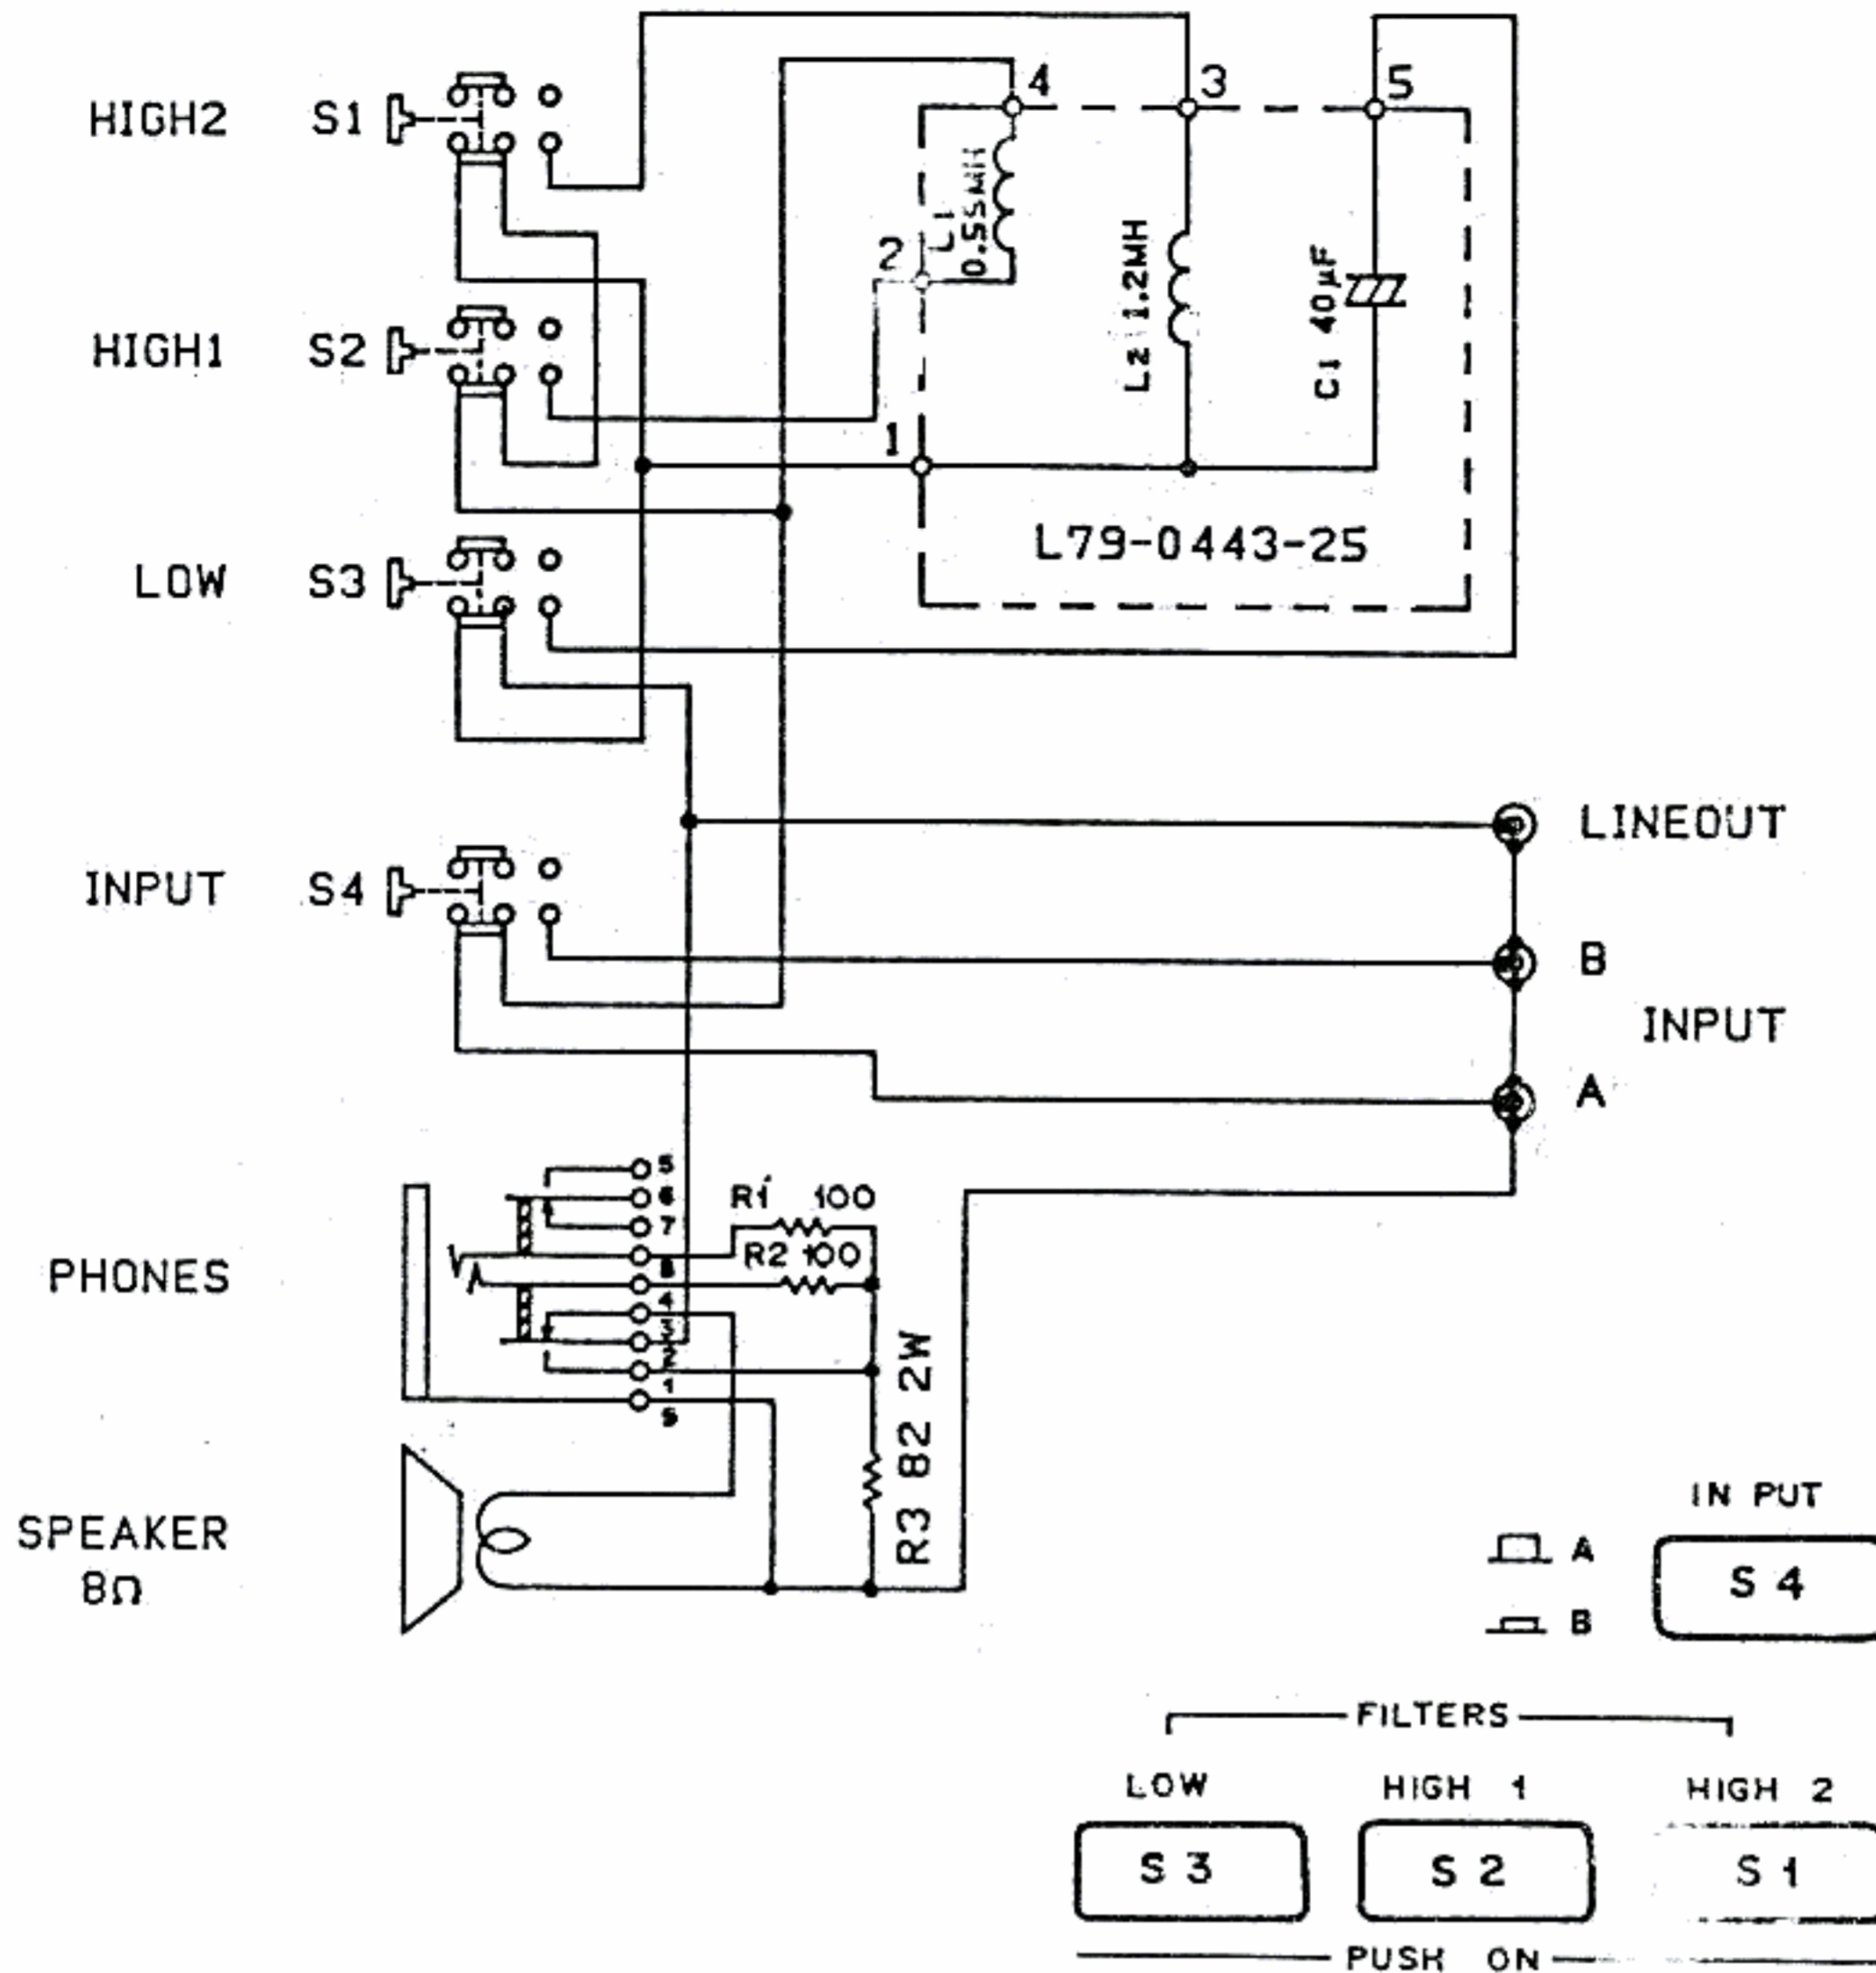 4 3 5
HIGH2 S1
L1 0.55MH
2
L2 1.2MH
C1 40µF
HIGH1 S2
1
L79-0443-25
LOW S3
LINEOUT
INPUT S4
B
INPUT
A
5
6
7
R1 100
R2 100
PHONES
4
3
2
1
R3 82 2W
SPEAKER
8Ω
IN PUT
A
S 4
B
FILTERS
LOW HIGH 1 HIGH 2
S 3 S 2 S 1
PUSH ON